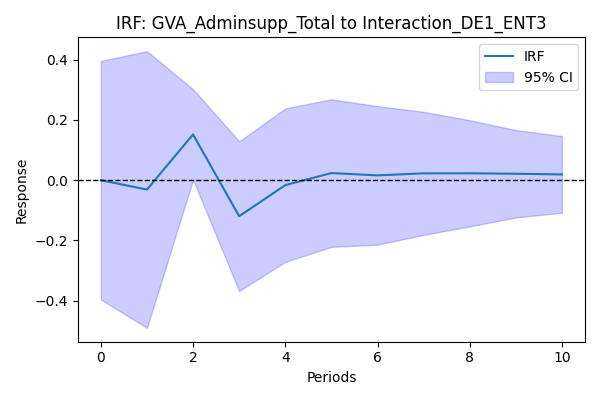 IRF: GVA_Adminsupp_Total to Interaction_DE1_ENT3
IRF
95% CI
Response
0.4
0.2
0.0
−0.2
−0.4
0 2 4 6 8 10
Periods